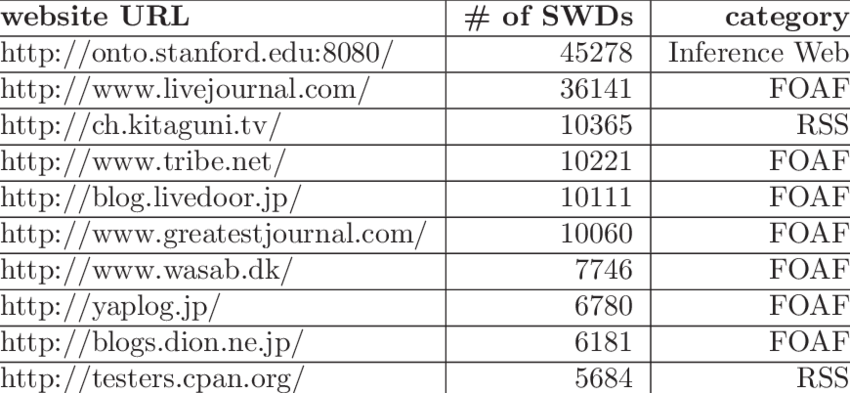 website URL # of SWDs category
http://onto.stanford.edu:8080/ 45278 Inference Web
http://www.livejournal.com/ 36141 FOAF
http://ch.kitaguni.tv/ 10365 RSS
http://www.tribe.net/ 10221 FOAF
http://blog.livedoor.jp/ 10111 FOAF
http://www.greatestjournal.com/ 10060 FOAF
http://www.wasab.dk/ 7746 FOAF
http://yaplog.jp/ 6780 FOAF
http://blogs.dion.ne.jp/ 6181 FOAF
http://testers.cpan.org/ 5684 RSS